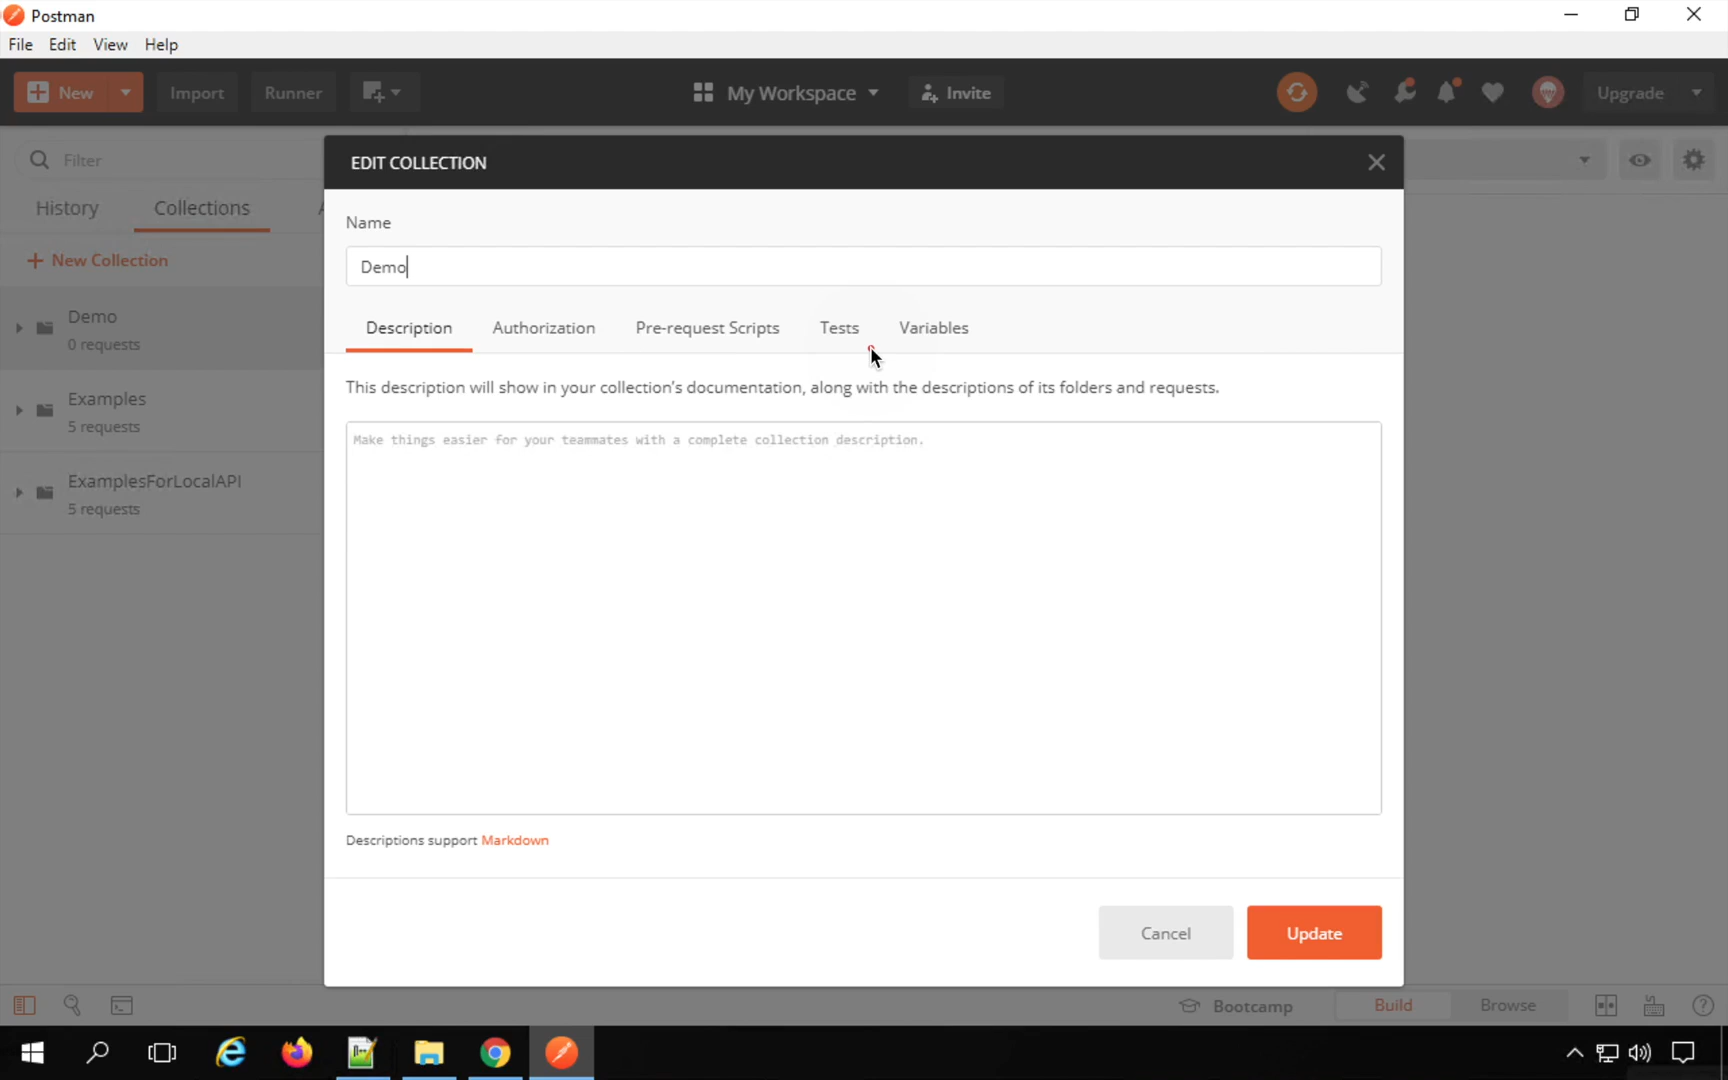 Postman
File Edit View Help
New Import Runner My Workspace Invite Upgrade
Filter
History Collections A
+ New Collection
Demo
0 requests
Examples
5 requests
ExamplesForLocalAPI
5 requests
EDIT COLLECTION
Name
Demo
Description Authorization Pre-request Scripts Tests Variables
This description will show in your collection's documentation, along with the descriptions of its folders and requests.
Make things easier for your teammates with a complete collection description.
Descriptions support Markdown
Cancel Update
Bootcamp Build Browse